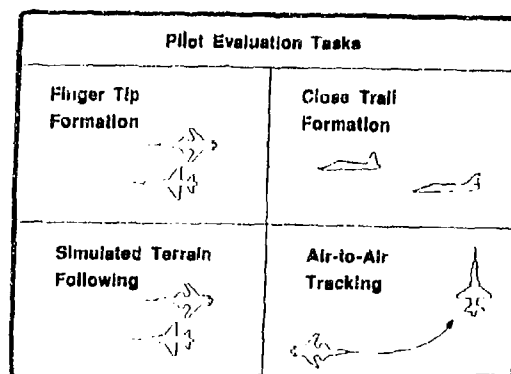 Pilot Evaluation Tasks
Finger Tip
Formation
Close Trail
Formation
Simulated Terrain
Following
Air-to-Air
Tracking